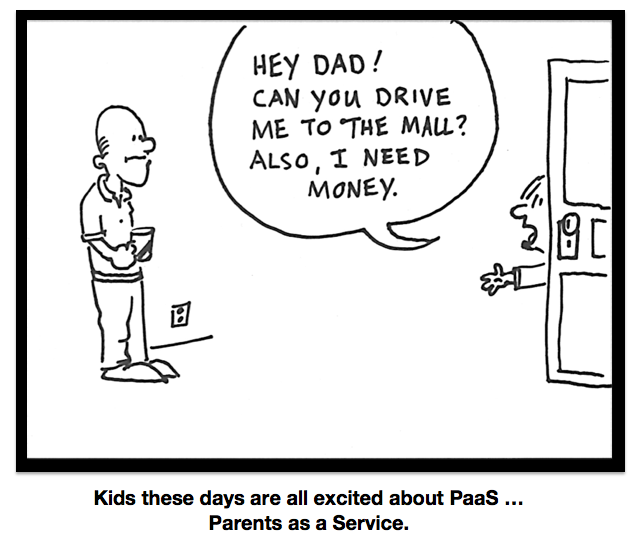 HEY DAD!
CAN YOU DRIVE
ME TO THE MALL?
ALSO, I NEED
MONEY.
Kids these days are all excited about PaaS ...
Parents as a Service.